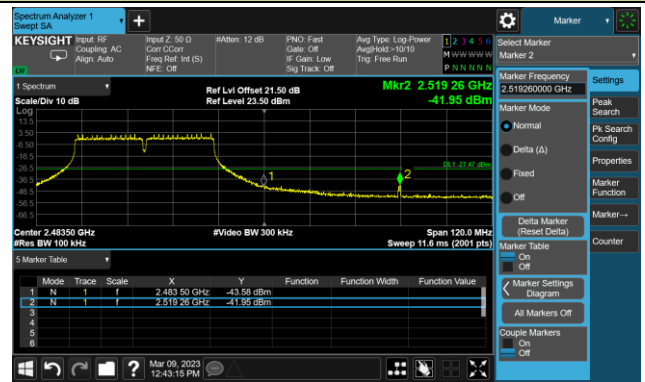 Spectrum Analyzer 1
Swept SA
Marker
KEYSIGHT
Input: RF
Coupling: AC
Align: Auto
Input Z: 50 Ω
Corr CCorr
Freq Ref: Int (S)
NFE: Off
#Atten: 12 dB
PNO: Fast
Gate: Off
IF Gain: Low
Sig Track: Off
Avg Type: Log-Power
Avg|Hold:>10/10
Trig: Free Run
1 2 3 4 5 6
M W W W W W
P N N N N N
LW
Select Marker
Marker 2
1 Spectrum
Scale/Div 10 dB
Log
Ref Lvl Offset 21.50 dB
Ref Level 23.50 dBm
Mkr2 2.519 26 GHz
-41.95 dBm
13.5
3.50
-6.50
-16.5
-26.5
-36.5
-46.5
-56.5
-66.5
DL1 -27.47 dBm
1
2
Center 2.48350 GHz
#Res BW 100 kHz
#Video BW 300 kHz
Span 120.0 MHz
Sweep 11.6 ms (2001 pts)
5 Marker Table
Mode Trace Scale X Y Function Function Width Function Value
1 N 1 f 2.483 50 GHz -43.58 dBm
2 N 1 f 2.519 26 GHz -41.95 dBm
3
4
5
6
Marker Frequency
2.519260000 GHz
Marker Mode
Normal
Delta (Δ)
Fixed
Off
Delta Marker
(Reset Delta)
Marker Table
On
Off
Marker Settings
Diagram
All Markers Off
Couple Markers
On
Off
Settings
Peak
Search
Pk Search
Config
Properties
Marker
Function
Marker→
Counter
?
Mar 09, 2023
12:43:15 PM